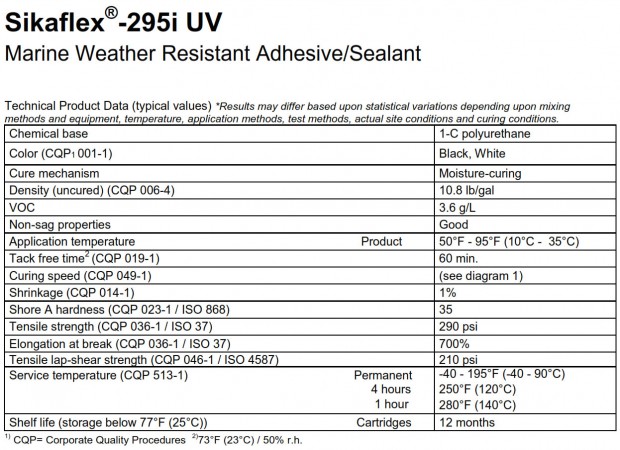 Sikaflex®-295i UV
Marine Weather Resistant Adhesive/Sealant
Technical Product Data (typical values) *Results may differ based upon statistical variations depending upon mixing
methods and equipment, temperature, application methods, test methods, actual site conditions and curing conditions.
Chemical base 1-C polyurethane
Color (CQP1 001-1) Black, White
Cure mechanism Moisture-curing
Density (uncured) (CQP 006-4) 10.8 lb/gal
VOC 3.6 g/L
Non-sag properties Good
Application temperature Product 50°F - 95°F (10°C - 35°C)
Tack free time2 (CQP 019-1) 60 min.
Curing speed (CQP 049-1) (see diagram 1)
Shrinkage (CQP 014-1) 1%
Shore A hardness (CQP 023-1 / ISO 868) 35
Tensile strength (CQP 036-1 / ISO 37) 290 psi
Elongation at break (CQP 036-1 / ISO 37) 700%
Tensile lap-shear strength (CQP 046-1 / ISO 4587) 210 psi
Service temperature (CQP 513-1) Permanent -40 - 195°F (-40 - 90°C)
4 hours 250°F (120°C)
1 hour 280°F (140°C)
Shelf life (storage below 77°F (25°C)) Cartridges 12 months
1) CQP= Corporate Quality Procedures 2)73°F (23°C) / 50% r.h.